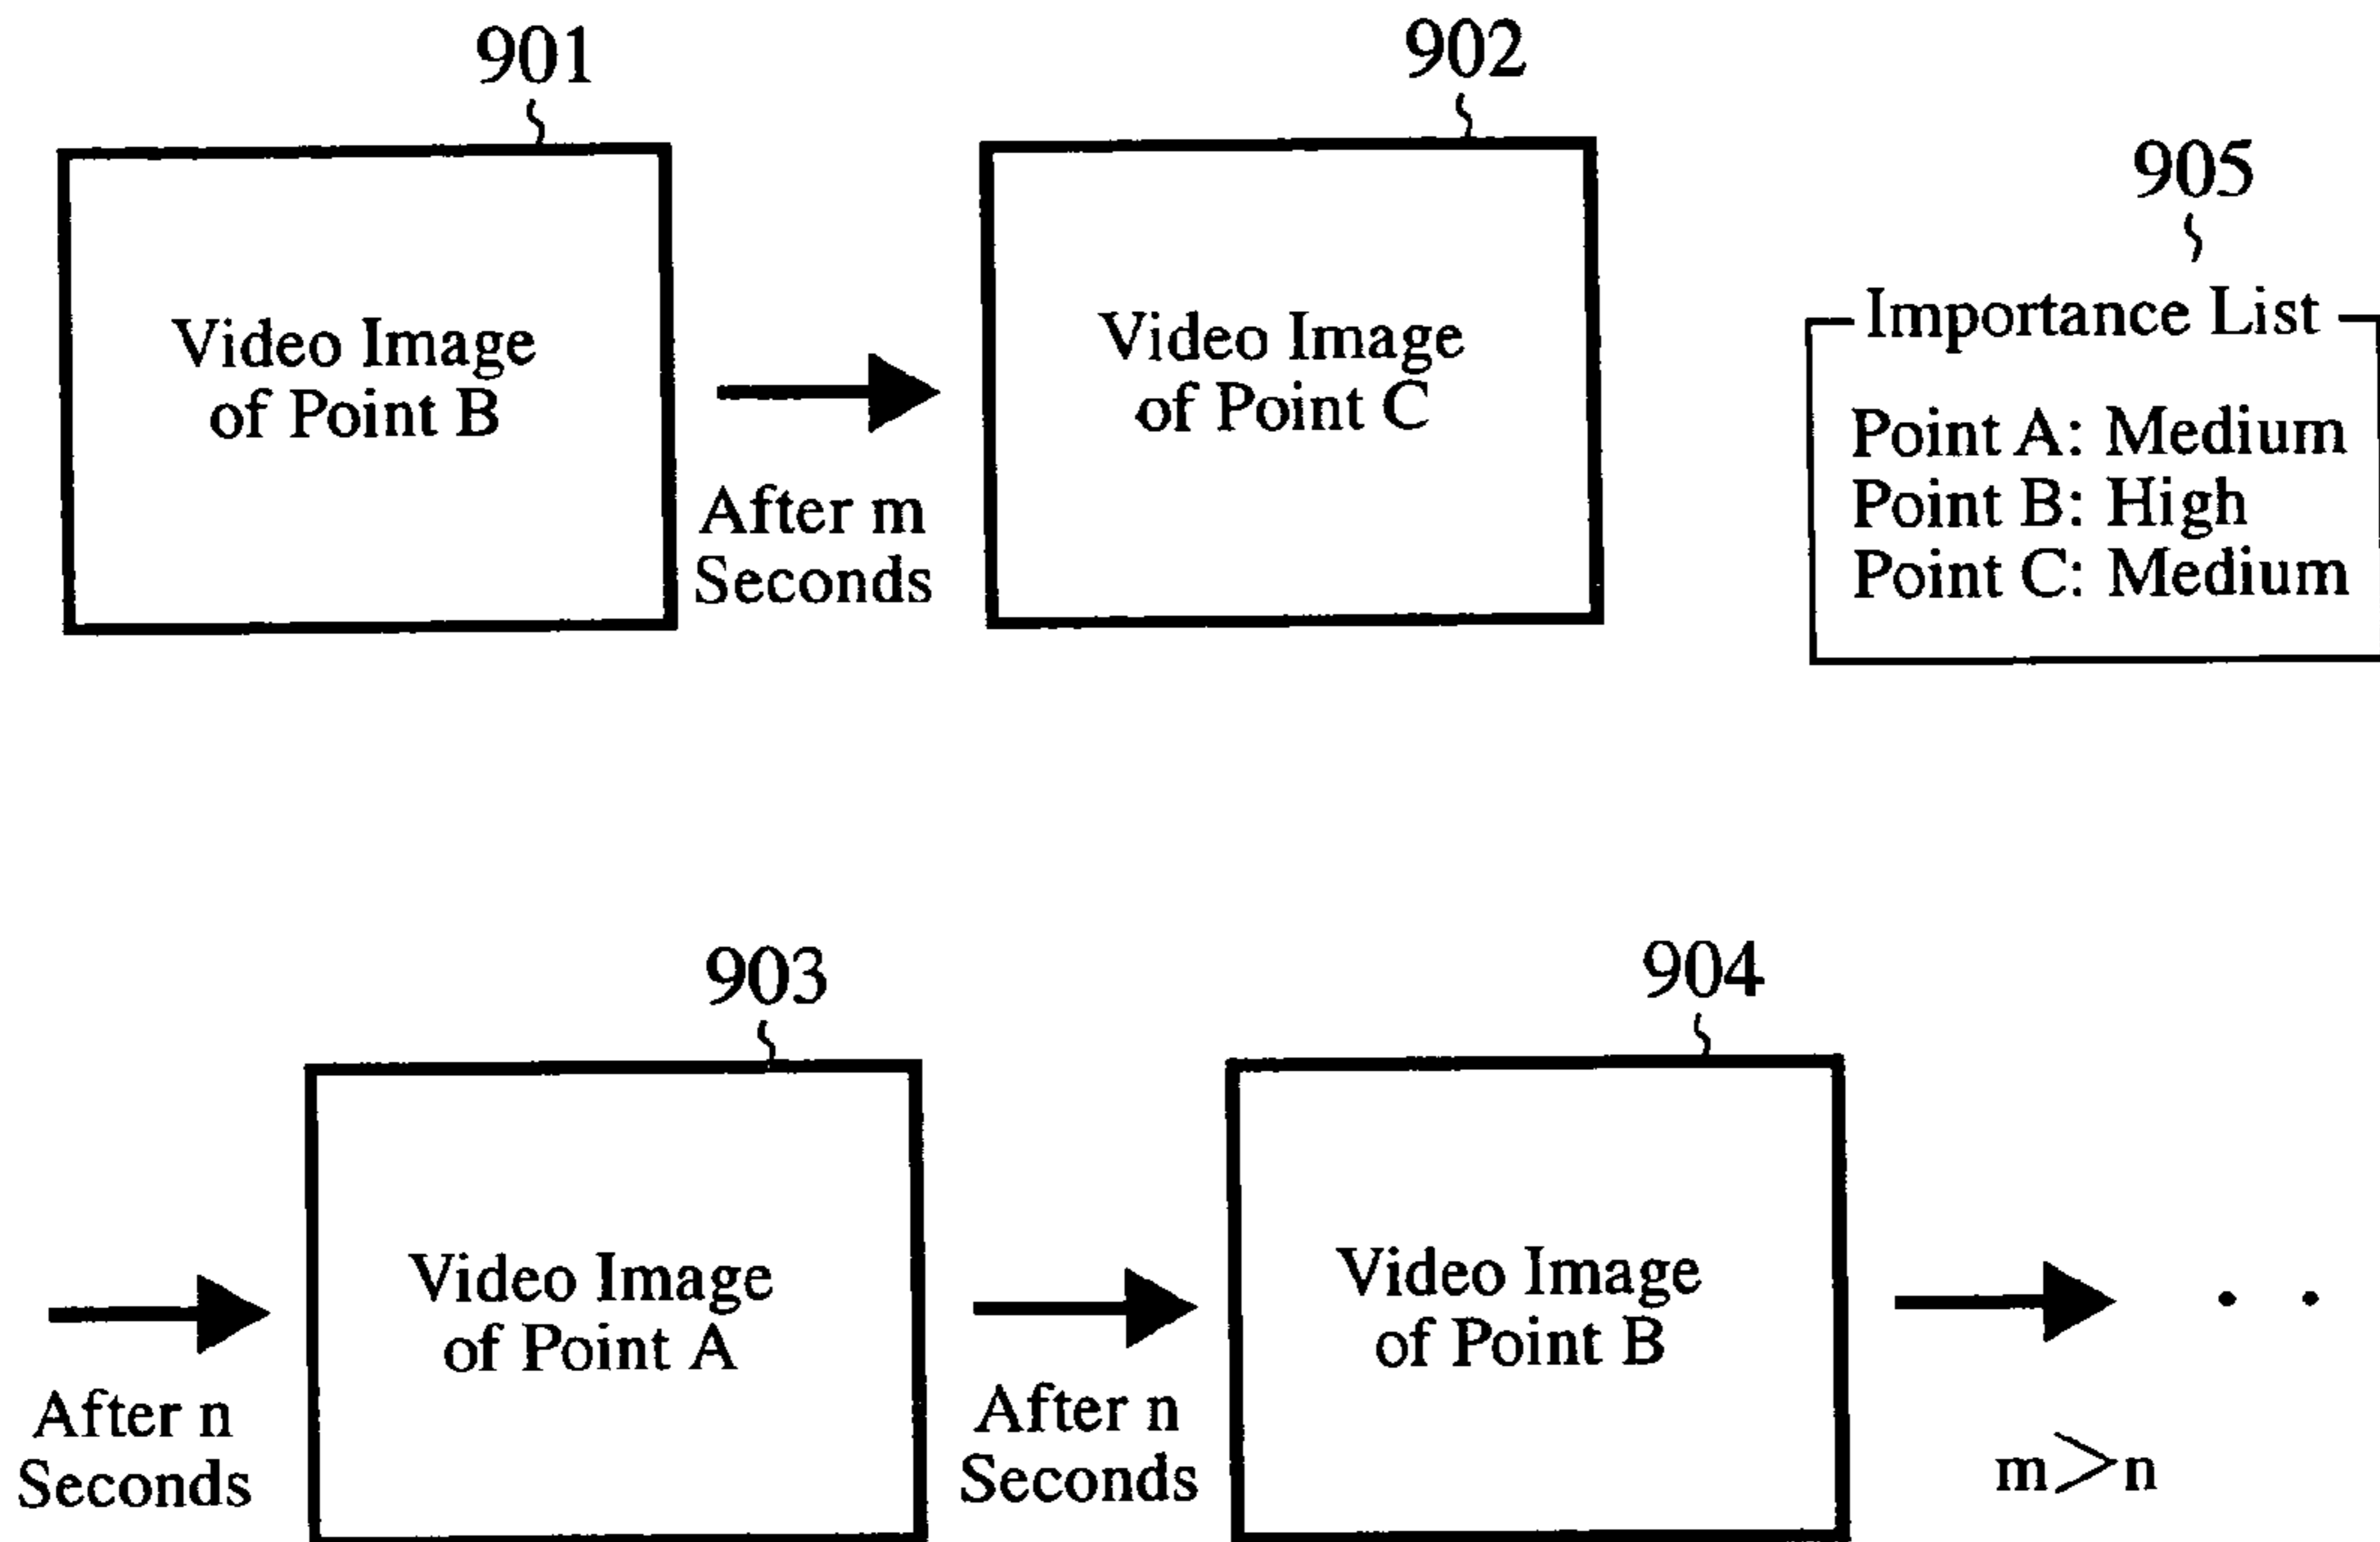 901
Video Image
of Point B
After m
Seconds
902
Video Image
of Point C
905
Importance List
Point A: Medium
Point B: High
Point C: Medium
After n
Seconds
903
Video Image
of Point A
After n
Seconds
904
Video Image
of Point B
m>n